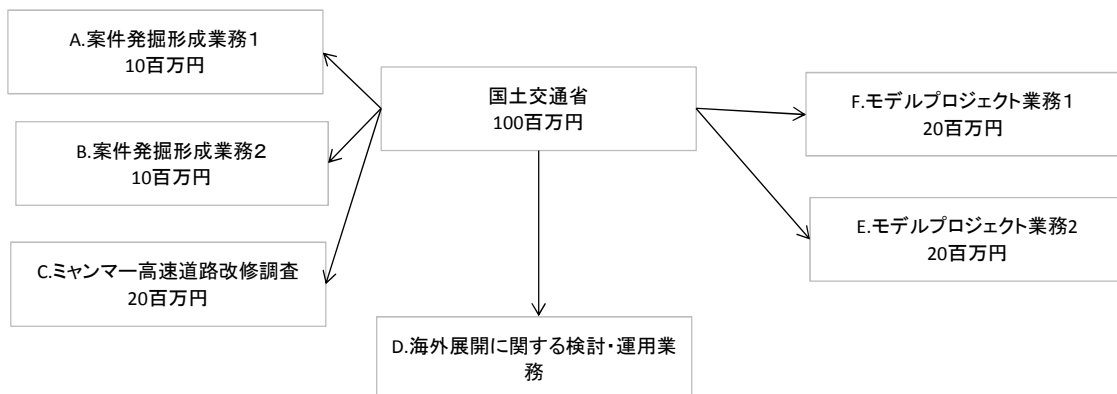 A.案件発掘形成業務1
10百万円
B.案件発掘形成業務2
10百万円
C.ミャンマー高速道路改修調査
20百万円
国土交通省
100百万円
D.海外展開に関する検討・運用業
務
F.モデルプロジェクト業務1
20百万円
E.モデルプロジェクト業務2
20百万円